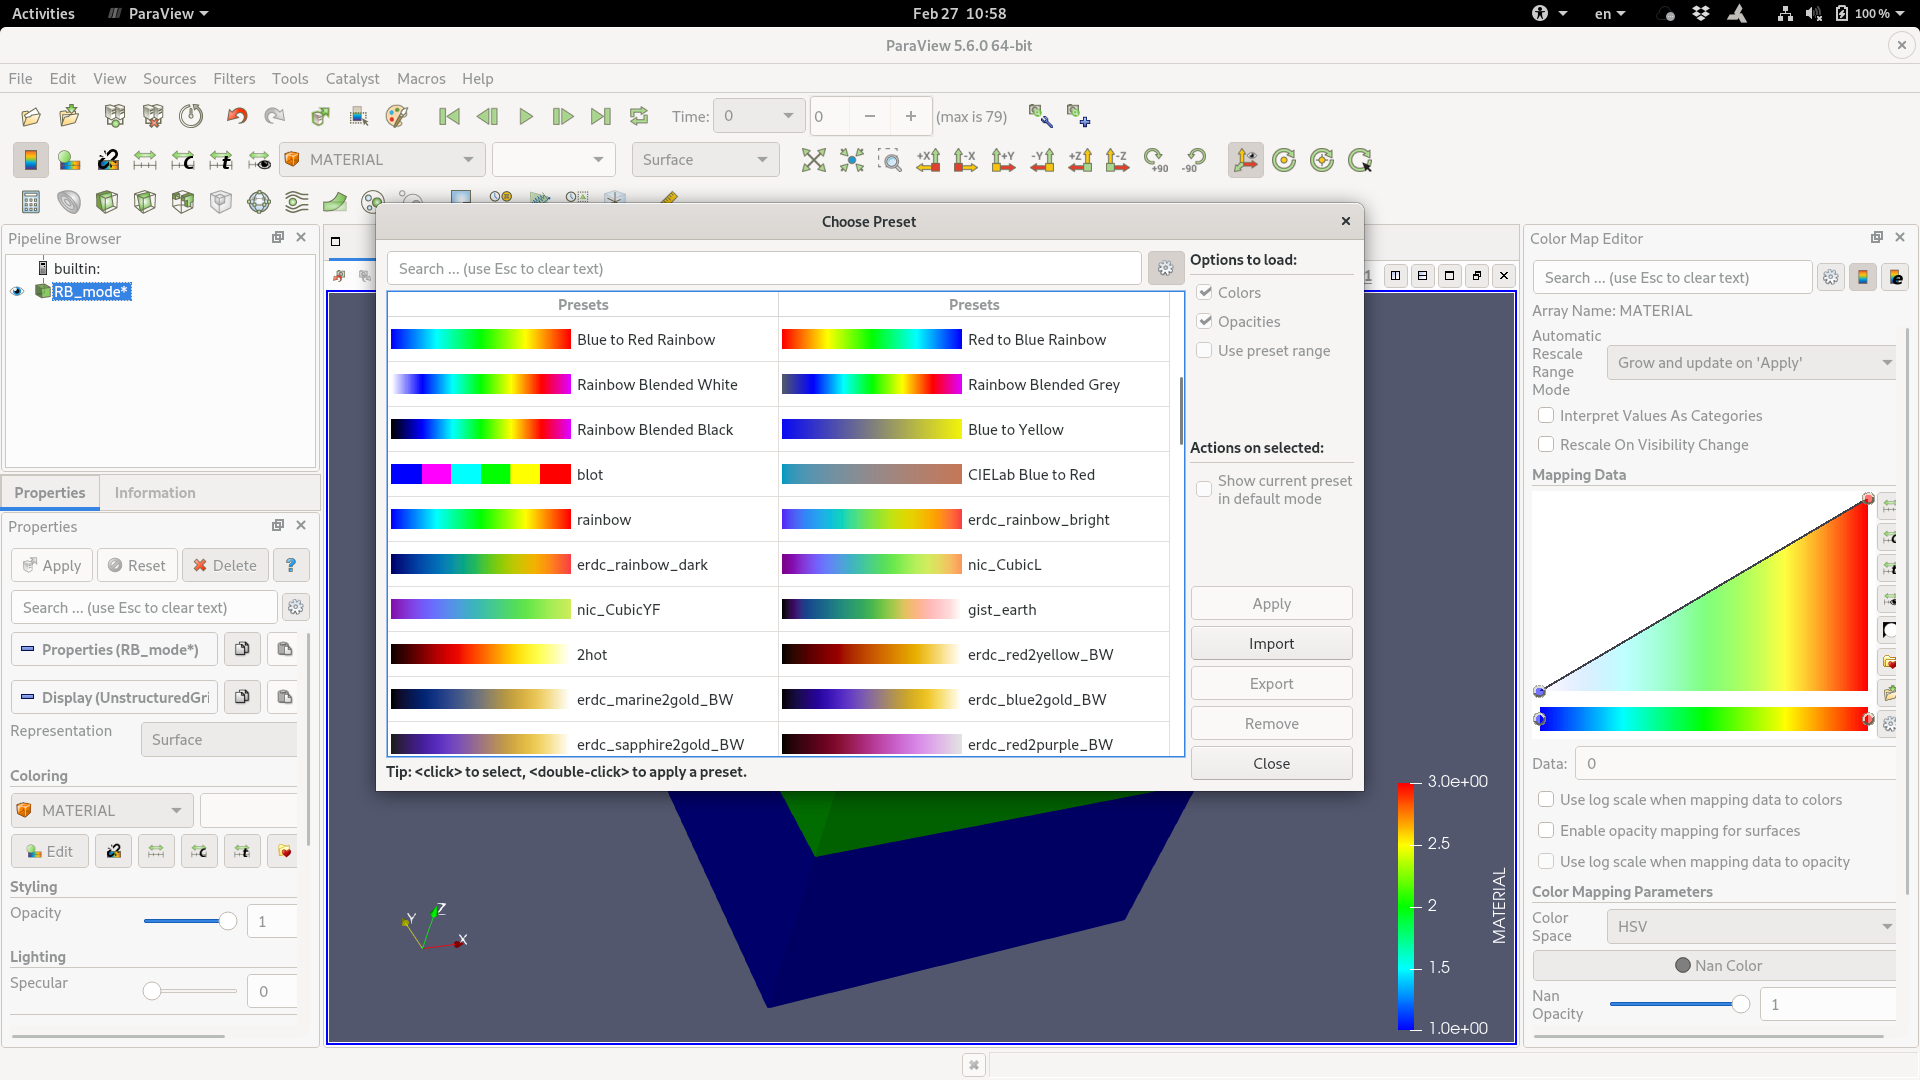 Activities ParaView Feb 27 10:58 en 100 %
ParaView 5.6.0 64-bit
File Edit View Sources Filters Tools Catalyst Macros Help
Time: 0 0 (max is 79)
MATERIAL Surface
+X -X +Y -Y +Z -Z +90 -90
Pipeline Browser
builtin:
RB_mode*
Properties Information
Properties
Apply Reset Delete ?
Search ... (use Esc to clear text)
Properties (RB_mode*)
Display (UnstructuredGri
Representation Surface
Coloring
MATERIAL
Edit
Styling
Opacity 1
Lighting
Specular 0
Choose Preset
Search ... (use Esc to clear text)
Presets Presets
Blue to Red Rainbow Red to Blue Rainbow
Rainbow Blended White Rainbow Blended Grey
Rainbow Blended Black Blue to Yellow
blot CIELab Blue to Red
rainbow erdc_rainbow_bright
erdc_rainbow_dark nic_CubicL
nic_CubicYF gist_earth
2hot erdc_red2yellow_BW
erdc_marine2gold_BW erdc_blue2gold_BW
erdc_sapphire2gold_BW erdc_red2purple_BW
Tip: <click> to select, <double-click> to apply a preset.
Options to load:
Colors
Opacities
Use preset range
Actions on selected:
Show current preset
in default mode
Apply
Import
Export
Remove
Close
1
Y Z X
3.0e+00
2.5
2
1.5
1.0e+00
MATERIAL
Color Map Editor
Search ... (use Esc to clear text)
Array Name: MATERIAL
Automatic
Rescale
Range
Mode
Grow and update on 'Apply'
Interpret Values As Categories
Rescale On Visibility Change
Mapping Data
Data: 0
Use log scale when mapping data to colors
Enable opacity mapping for surfaces
Use log scale when mapping data to opacity
Color Mapping Parameters
Color
Space
HSV
Nan Color
Nan
Opacity
1